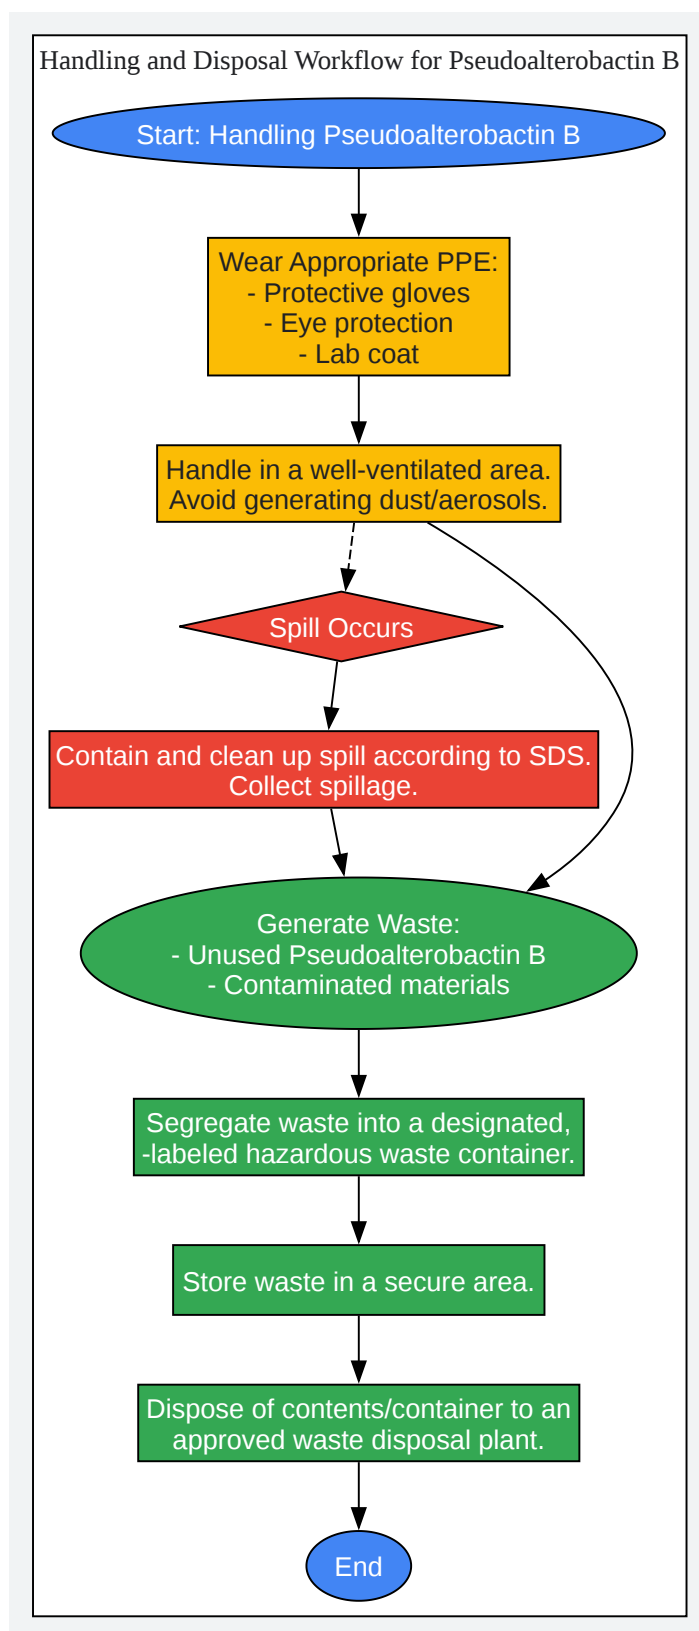 Handling and Disposal Workflow for Pseudoalterobactin B
Start: Handling Pseudoalterobactin B
Wear Appropriate PPE:
- Protective gloves
- Eye protection
- Lab coat
Handle in a well-ventilated area.
Avoid generating dust/aerosols.
Spill Occurs
Contain and clean up spill according to SDS.
Collect spillage.
Generate Waste:
- Unused Pseudoalterobactin B
- Contaminated materials
Segregate waste into a designated,
-labeled hazardous waste container.
Store waste in a secure area.
Dispose of contents/container to an
approved waste disposal plant.
End